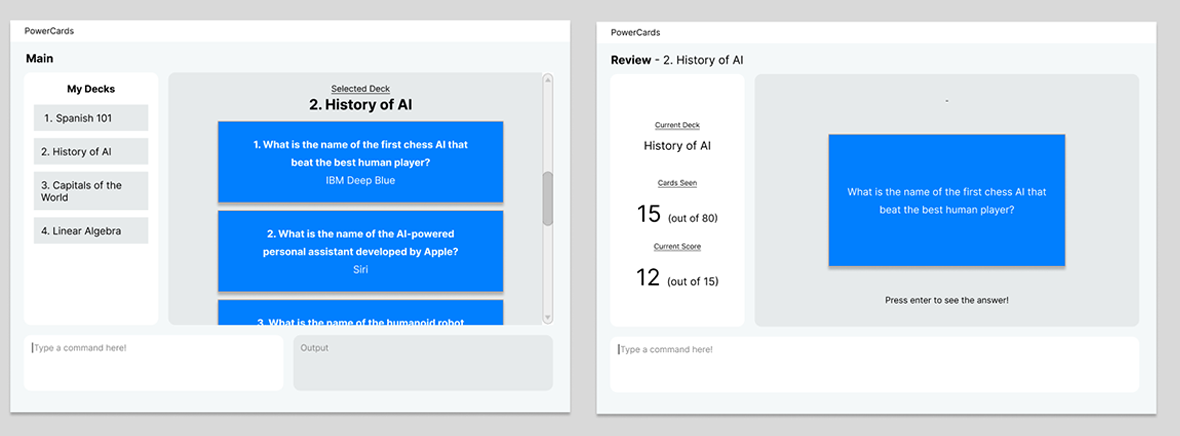 PowerCards
Main
My Decks
1. Spanish 101
2. History of AI
3. Capitals of the
World
4. Linear Algebra
Selected Deck
2. History of AI
1. What is the name of the first chess AI that
beat the best human player?
IBM Deep Blue
2. What is the name of the AI-powered
personal assistant developed by Apple?
Siri
3. What is the name of the humanoid robot
Type a command here!
Output
PowerCards
Review - 2. History of AI
Current Deck
History of AI
Cards Seen
15 (out of 80)
Current Score
12 (out of 15)
-
What is the name of the first chess AI that
beat the best human player?
Press enter to see the answer!
Type a command here!